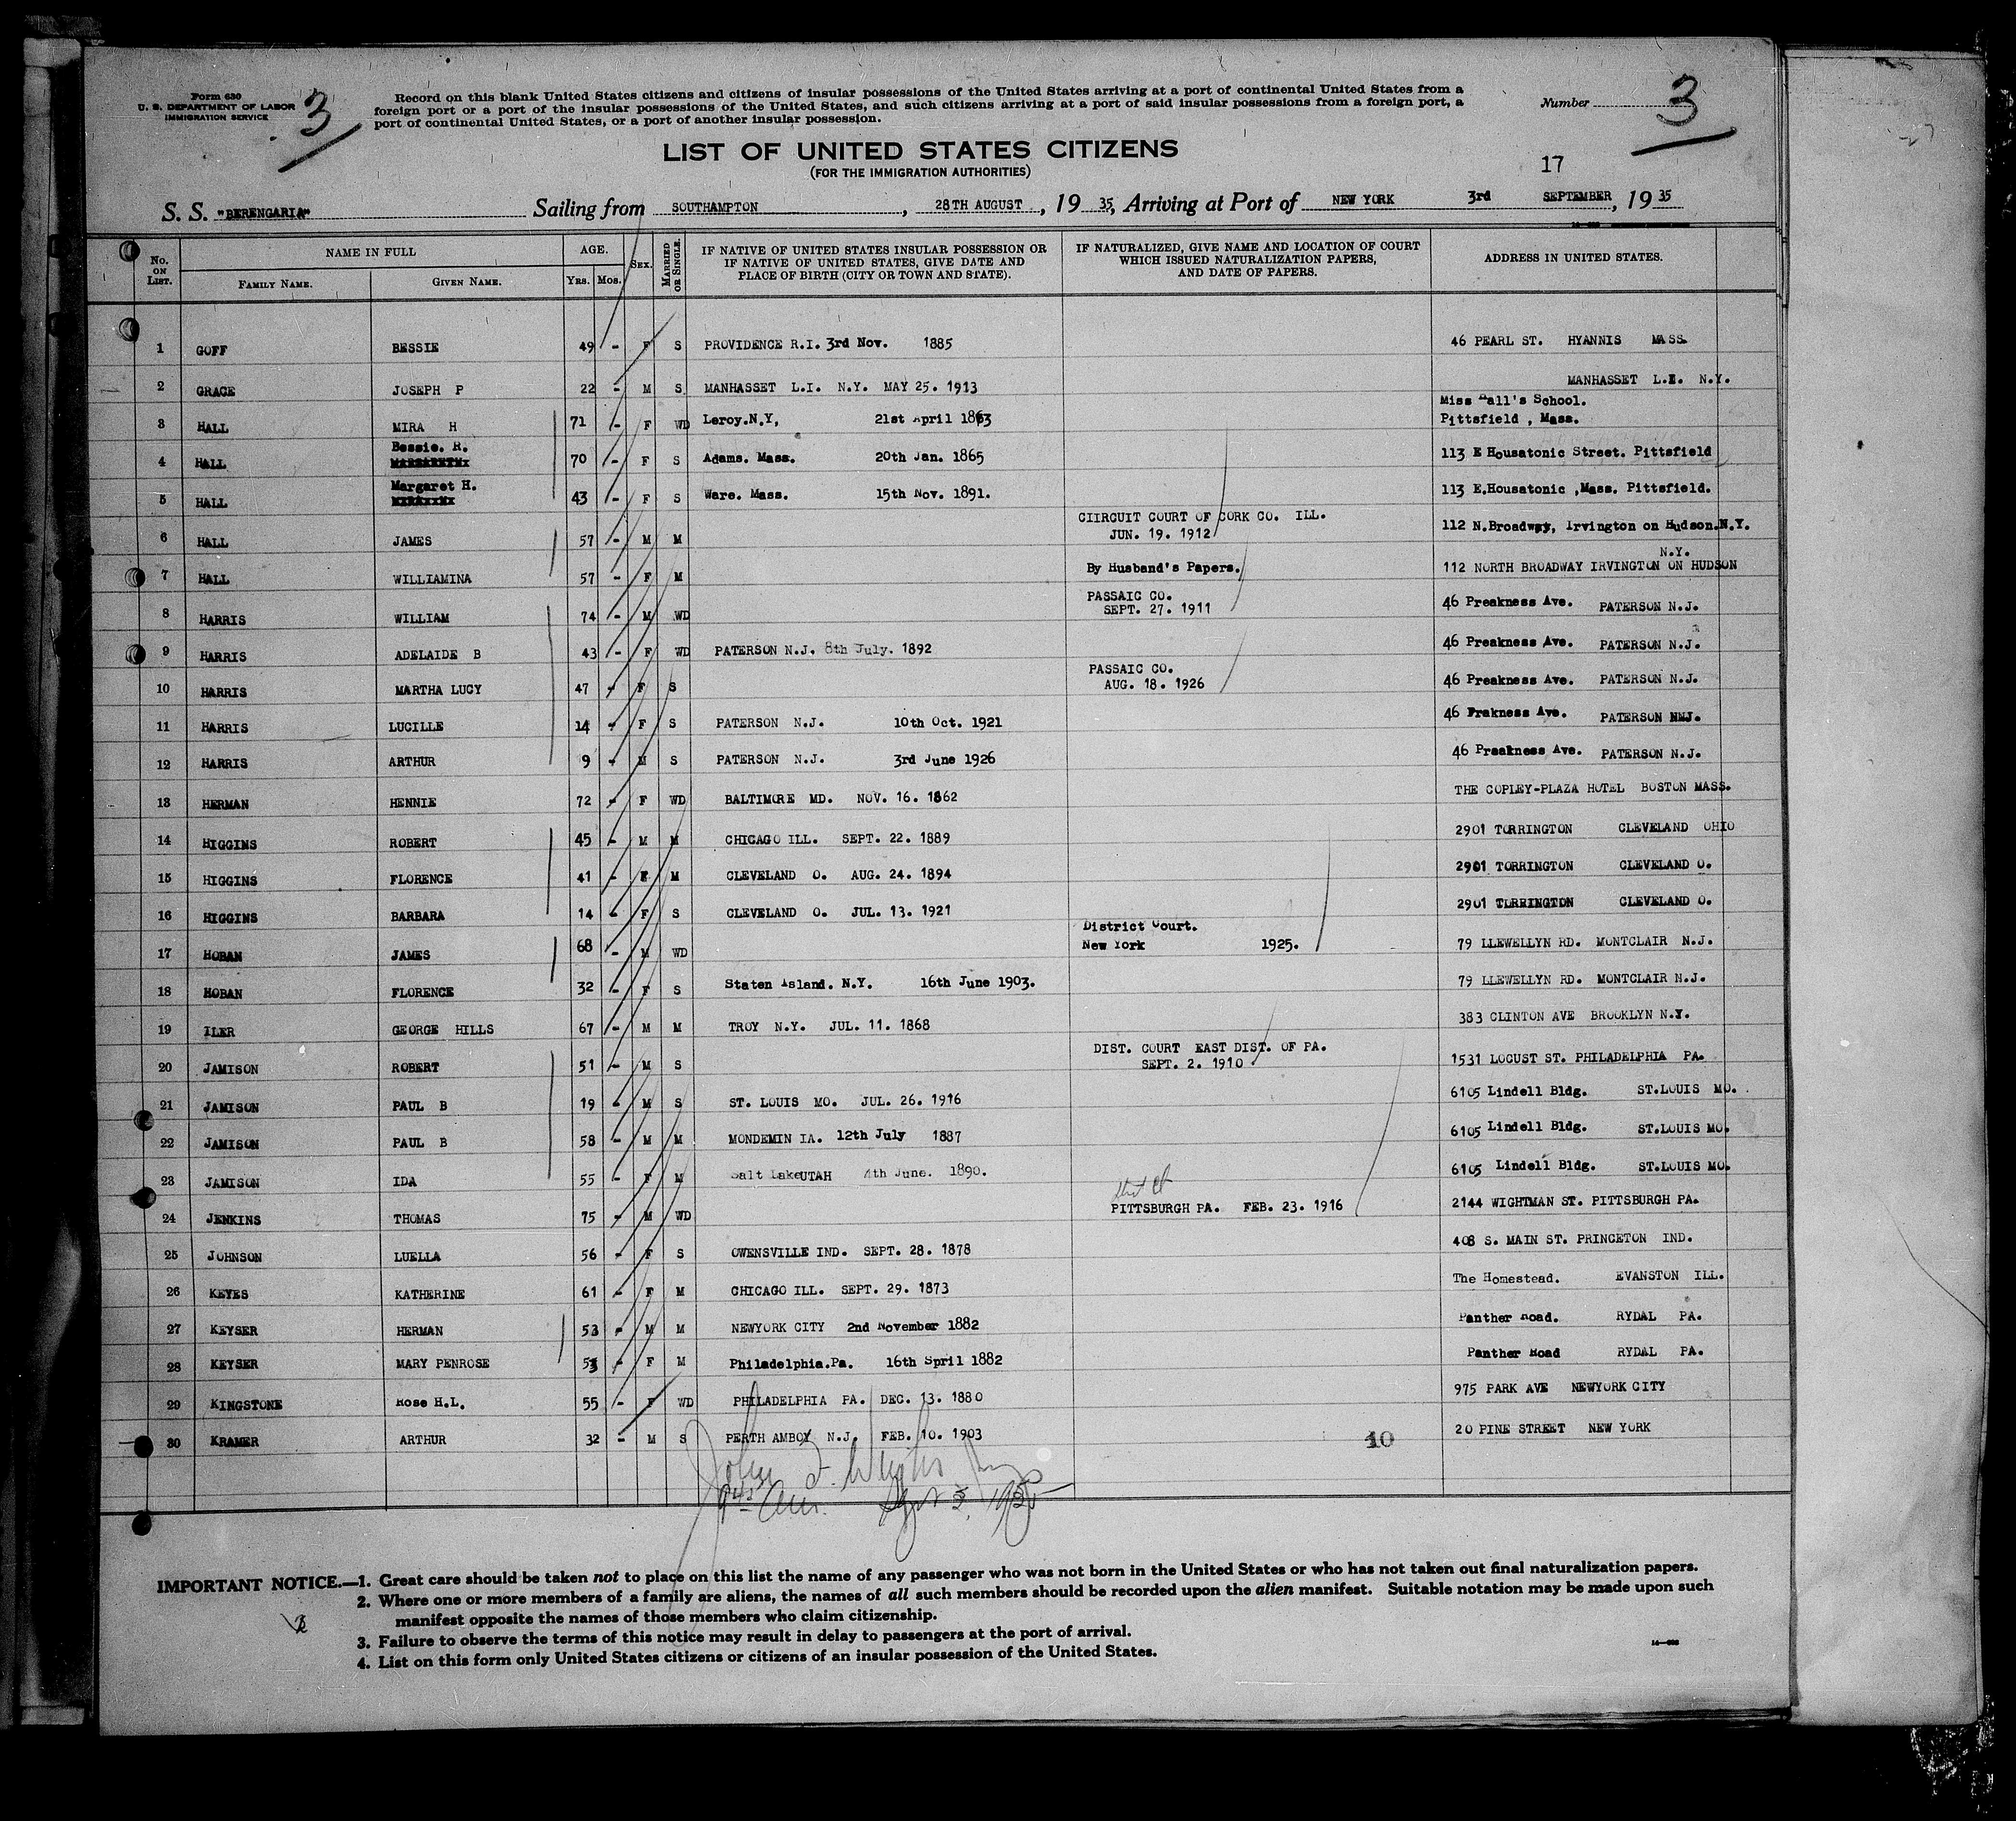 Form 630
U. S. DEPARTMENT OF LABOR
IMMIGRATION SERVICE
3
Record on this blank United States citizens and citizens of insular possessions of the United States arriving at a port of continental United States from a
foreign port or a port of the insular possessions of the United States, and such citizens arriving at a port of said insular possessions from a foreign port, a
port of continental United States, or a port of another insular possession.
Number 3
LIST OF UNITED STATES CITIZENS
(FOR THE IMMIGRATION AUTHORITIES)
17
S. S. "BERENGARIA" Sailing from SOUTHAMPTON, 28TH AUGUST, 19 35, Arriving at Port of NEW YORK 3rd SEPTEMBER, 19 35
No. ON LIST. NAME IN FULL FAMILY NAME. GIVEN NAME. AGE. YRS. MOS. SEX. MARRIED OR SINGLE. IF NATIVE OF UNITED STATES INSULAR POSSESSION OR IF NATIVE OF UNITED STATES, GIVE DATE AND PLACE OF BIRTH (CITY OR TOWN AND STATE). IF NATURALIZED, GIVE NAME AND LOCATION OF COURT WHICH ISSUED NATURALIZATION PAPERS, AND DATE OF PAPERS. ADDRESS IN UNITED STATES.
1 GOFF BESSIE 49 - F S PROVIDENCE R.I. 3rd Nov. 1885 46 PEARL ST. HYANNIS MASS.
2 GRACE JOSEPH P 22 - M S MANHASSET L.I. N.Y. MAY 25. 1913 MANHASSET L.I. N.Y.
3 HALL MIRA H 71 - F WD Leroy.N.Y, 21st April 1863 Miss Hall's School. Pittsfield , Mass.
4 HALL Bessie. R. 70 - F S Adams. Mass. 20th Jan. 1865 113 E Housatonic Street. Pittsfield
5 HALL Margaret H. 43 - F S Ware. Mass. 15th Nov. 1891. 113 E.Housatonic ,Mass. Pittsfield.
6 HALL JAMES 57 - M M CIIRCUIT COURT OF CORK CO. ILL. JUN. 19. 1912 112 N.Broadway, Irvington on Hudson.N.Y.
7 HALL WILLIAMINA 57 - F M By Husband's Papers. 112 NORTH BROADWAY IRVINGTON ON HUDSON N.Y.
8 HARRIS WILLIAM 74 - M WD PASSAIC CO. SEPT. 27. 1911 46 Preakness Ave. PATERSON N.J.
9 HARRIS ADELAIDE B 43 - F WD PATERSON N.J. 8th July. 1892 46 Preakness Ave. PATERSON N.J.
10 HARRIS MARTHA LUCY 47 - F S PASSAIC CO. AUG. 18. 1926 46 Preakness Ave. PATERSON N.J.
11 HARRIS LUCILLE 14 - F S PATERSON N.J. 10th Oct. 1921 46 Prakness Ave. PATERSON NNJ.
12 HARRIS ARTHUR 9 - M S PATERSON N.J. 3rd June 1926 46 Preakness Ave. PATERSON N.J.
13 HERMAN HENNIE 72 - F WD BALTIMORE MD. NOV. 16. 1862 THE COPLEY-PLAZA HOTEL BOSTON MASS.
14 HIGGINS ROBERT 45 - M M CHICAGO ILL. SEPT. 22. 1889 2901 TORRINGTON CLEVELAND OHIO
15 HIGGINS FLORENCE 41 - F M CLEVELAND O. AUG. 24. 1894 2901 TORRINGTON CLEVELAND O.
16 HIGGINS BARBARA 14 - F S CLEVELAND O. JUL. 13. 1921 2901 TORRINGTON CLEVELAND O.
17 HOBAN JAMES 68 - M WD District Court. New York 1925. 79 LLEWELLYN RD. MONTCLAIR N.J.
18 HOBAN FLORENCE 32 - F S Staten Island. N.Y. 16th June 1903. 79 LLEWELLYN RD. MONTCLAIR N.J.
19 ILER GEORGE HILLS 67 - M M TROY N.Y. JUL. 11. 1868 383 CLINTON AVE BROOKLYN N.Y.
20 JAMISON ROBERT 51 - M S DIST. COURT EAST DIST. OF PA. SEPT. 2. 1910 1531 LOCUST ST. PHILADELPHIA PA.
21 JAMISON PAUL B 19 - M S ST. LOUIS MO. JUL. 26. 1916 6105 Lindell Bldg. ST.LOUIS MO.
22 JAMISON PAUL B 58 - M M MONDEMIN IA. 12th July 1887 6105 Lindell Bldg. ST.LOUIS MO.
23 JAMISON IDA 55 - F M Salt LakeUTAH 4th June. 1890. 6105 Lindell Bldg. ST.LOUIS MO.
24 JENKINS THOMAS 75 - M WD PITTSBURGH PA. FEB. 23. 1916 2144 WIGHTMAN ST. PITTSBURGH PA.
25 JOHNSON LUELLA 56 - F S OWENSVILLE IND. SEPT. 28. 1878 408 S. MAIN ST. PRINCETON IND.
26 KEYES KATHERINE 61 - F M CHICAGO ILL. SEPT. 29. 1873 The Homestead. EVANSTON ILL.
27 KEYSER HERMAN 53 - M M NEWYORK CITY 2nd November 1882 Panther Road. RYDAL PA.
28 KEYSER MARY PENROSE 53 - F M Philadelphia.Pa. 16th April 1882 Panther Road RYDAL PA.
29 KINGSTONE Rose H.L. 55 - F WD PHILADELPHIA PA. DEC. 13. 1880 975 PARK AVE NEWYORK CITY
30 KRAMER ARTHUR 32 - M S PERTH AMBOY N.J. FEB. 10. 1903 20 PINE STREET NEW YORK
10
John F.
Sept 3, 1935
IMPORTANT NOTICE.—1. Great care should be taken not to place on this list the name of any passenger who was not born in the United States or who has not taken out final naturalization papers.
2. Where one or more members of a family are aliens, the names of all such members should be recorded upon the alien manifest. Suitable notation may be made upon such
manifest opposite the names of those members who claim citizenship.
3. Failure to observe the terms of this notice may result in delay to passengers at the port of arrival.
4. List on this form only United States citizens or citizens of an insular possession of the United States.